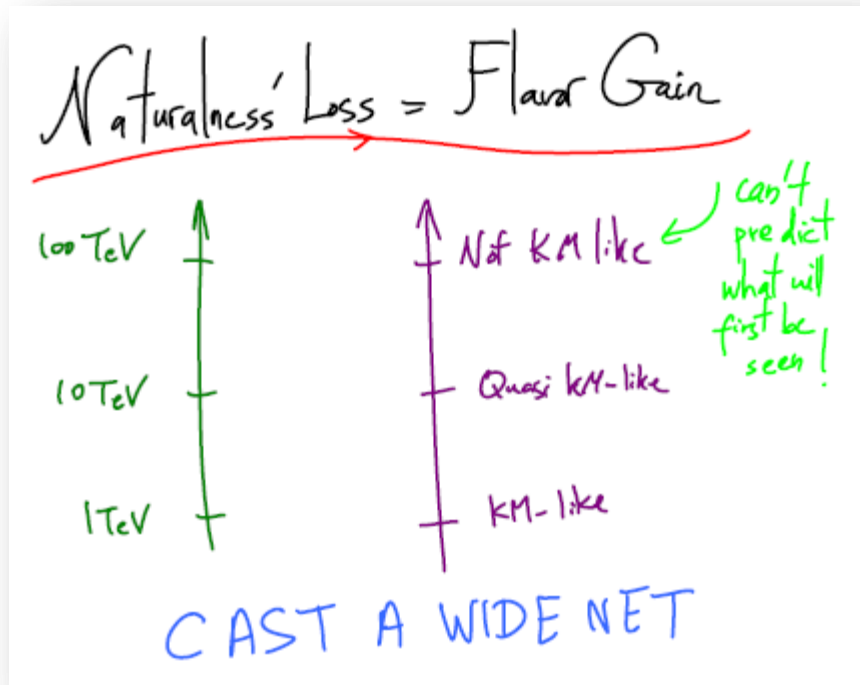 Naturalness' Loss = Flavor Gain
100 TeV
Not KM like
can't
predict
what will
first be
seen!
10 TeV
Quasi KM-like
1 TeV
KM-like
CAST A WIDE NET